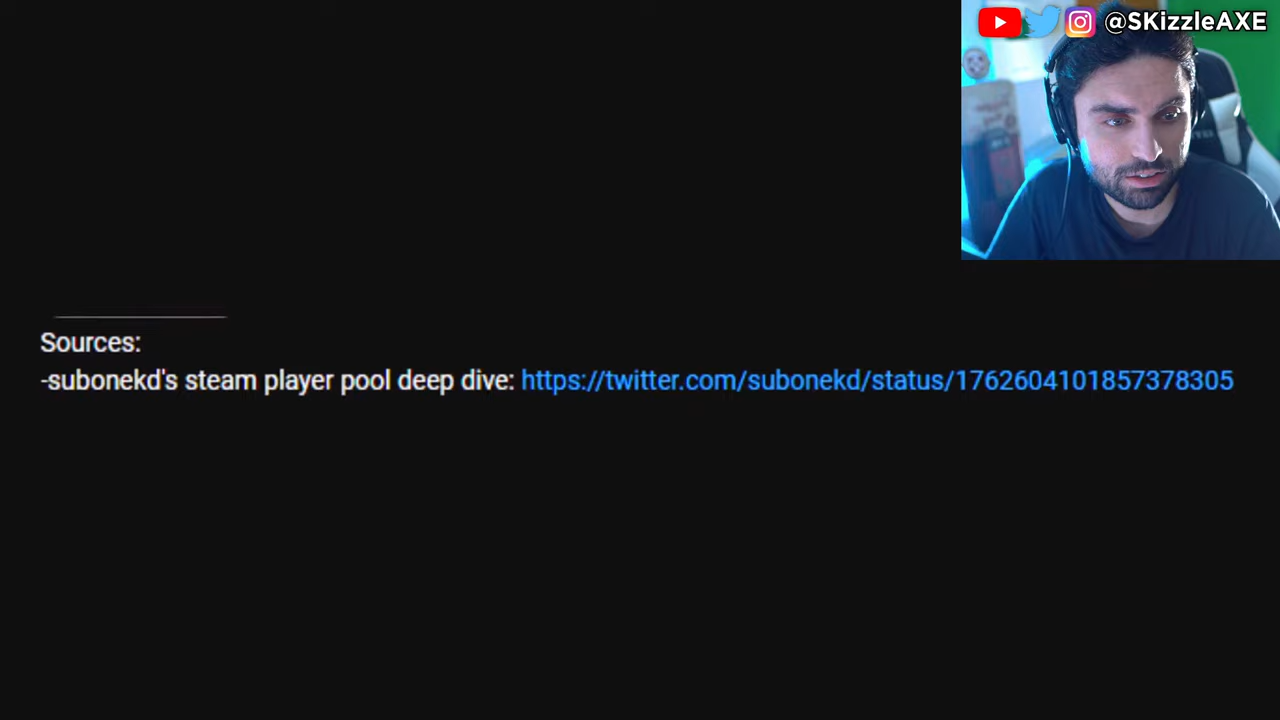 @SKizzleAXE
Sources:
-subonekd's steam player pool deep dive: https://twitter.com/subonekd/status/1762604101857378305